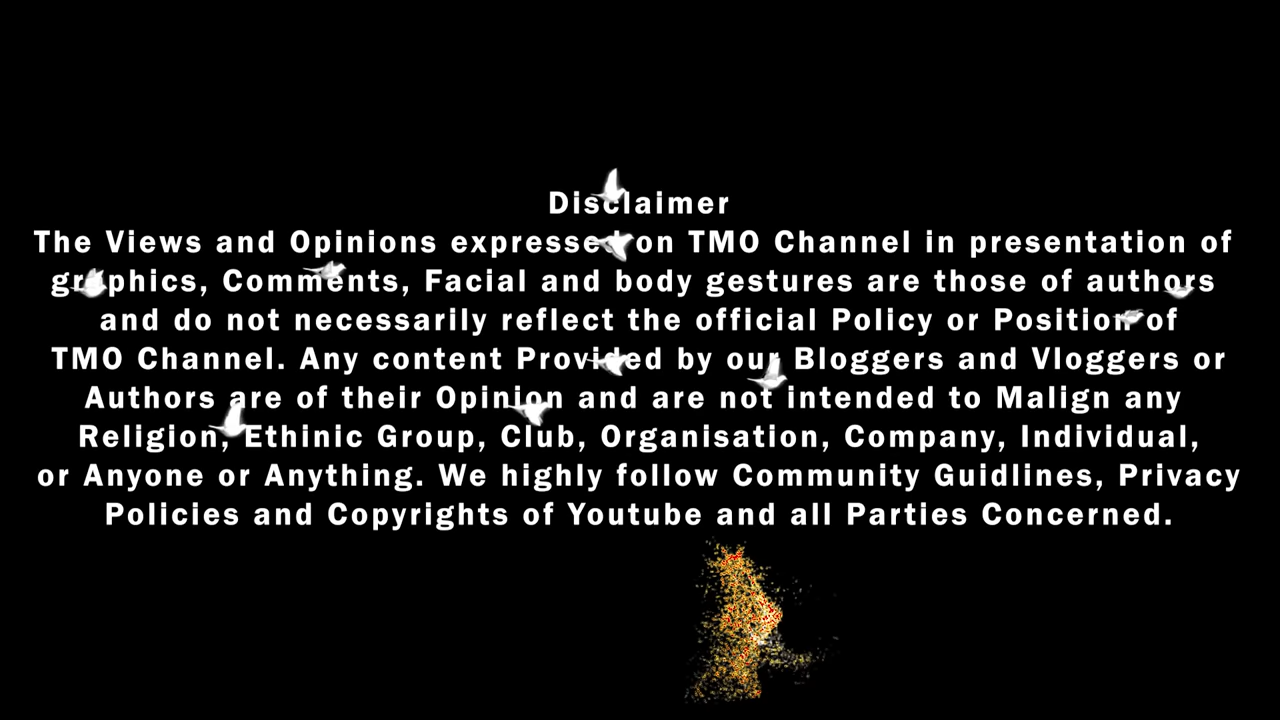 Disclaimer
The Views and Opinions expressed on TMO Channel in presentation of
graphics, Comments, Facial and body gestures are those of authors
and do not necessarily reflect the official Policy or Position of
TMO Channel. Any content Provided by our Bloggers and Vloggers or
Authors are of their Opinion and are not intended to Malign any
Religion, Ethinic Group, Club, Organisation, Company, Individual,
or Anyone or Anything. We highly follow Community Guidlines, Privacy
Policies and Copyrights of Youtube and all Parties Concerned.